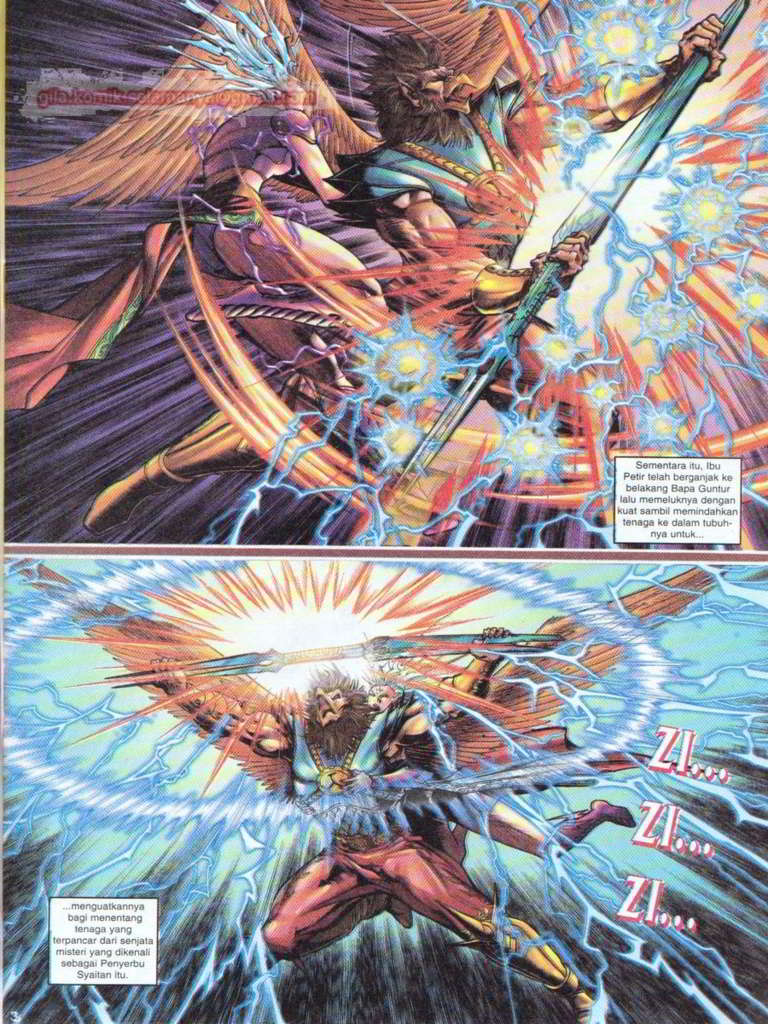 Sementara itu, Ibu
Petir telah berganjak ke
belakang Bapa Guntur
lalu memeluknya dengan
kuat sambil memindahkan
tenaga ke dalam tubuh-
nya untuk...
ZI...
ZI...
ZI...
...menguatkannya
bagi menentang
tenaga yang
terpancar dari senjata
misteri yang dikenali
sebagai Penyerbu
Syaitan itu.
3